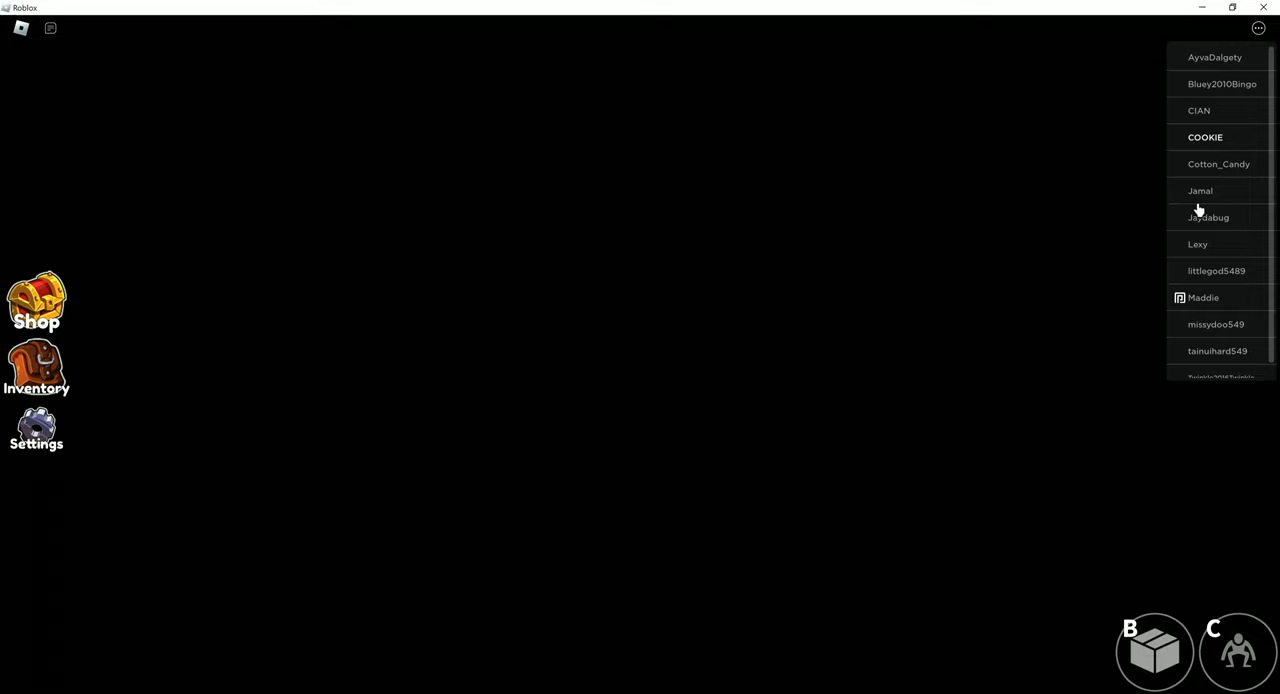 Roblox
AyvaDalgety
Bluey2010Bingo
CIAN
COOKIE
Cotton_Candy
Jamal
Jaydabug
Lexy
littlegod5489
Maddie
missydoo549
tainuihard549
Shop
Inventory
Settings
B
C